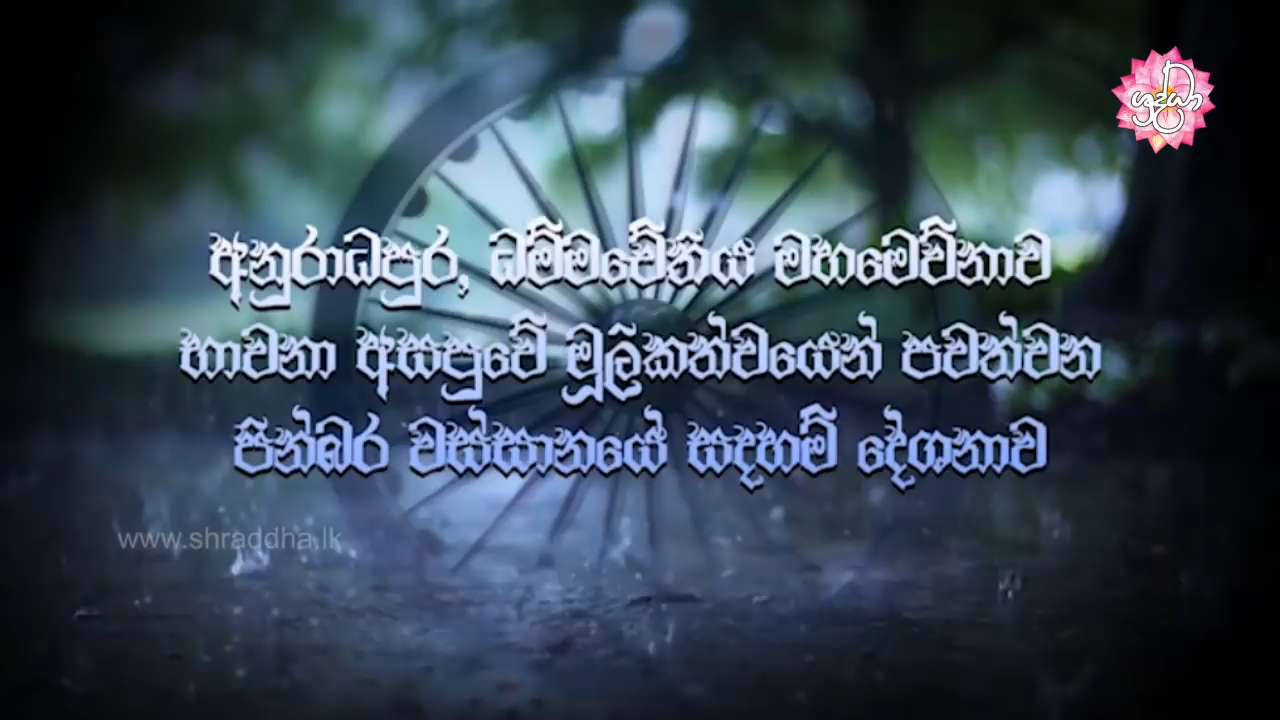 ශ්‍රද්ධා
අනුරාධපුර, ධම්මචේතිය මහමෙව්නාව
භාවනා අසපුවේ මූලිකත්වයෙන් පවත්වන
පින්බර වස්සානයේ සදහම් දේශනාව
www.shraddha.lk